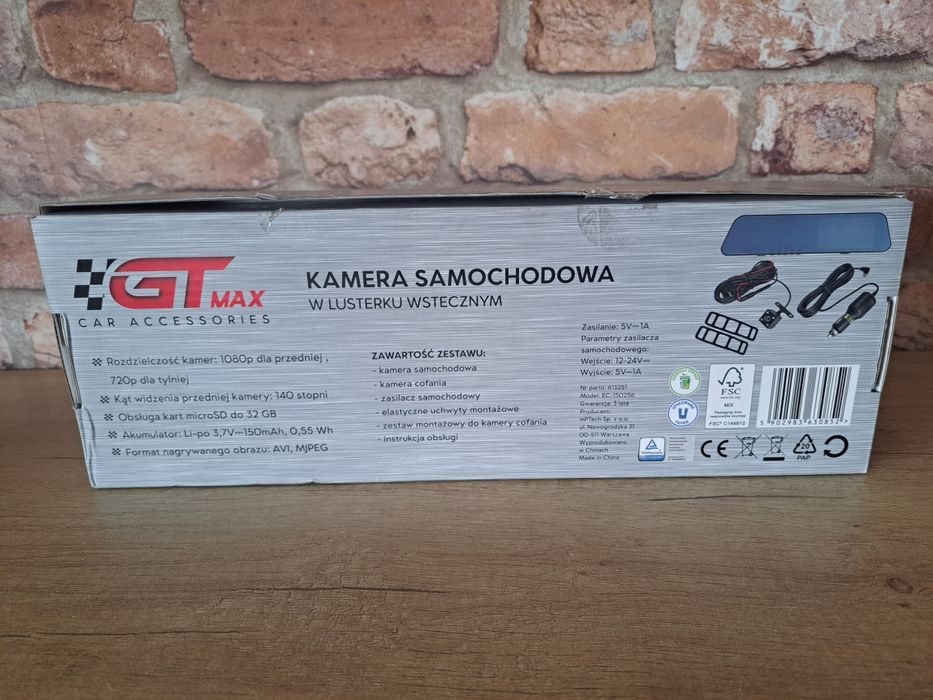 GT MAX
CAR ACCESSORIES
KAMERA SAMOCHODOWA
W LUSTERKU WSTECZNYM
Rozdzielczość kamer: 1080p dla przedniej ,
720p dla tylniej
Kąt widzenia przedniej kamery: 140 stopni
Obsługa kart microSD do 32 GB
Akumulator: Li-po 3,7V⎓150mAh, 0,55 Wh
Format nagrywanego obrazu: AVI, MJPEG
ZAWARTOŚĆ ZESTAWU:
- kamera samochodowa
- kamera cofania
- zasilacz samochodowy
- elastyczne uchwyty montażowe
- zestaw montażowy do kamery cofania
- instrukcja obsługi
Zasilanie: 5V⎓1A
Parametry zasilacza
samochodowego:
Wejście: 12-24V⎓
Wyjście: 5V⎓1A
Nr partii: 613251
Model: EC-150256
Gwarancja: 3 lata
Producent:
mPTech Sp. z o.o.
ul. Nowogrodzka 31
00-511 Warszawa
Wyprodukowano
w Chinach
Made in China
FSC
MIX
Packaging from
responsible sources
FSC® C144612
5 902983 630852 >
CE
20
PAP